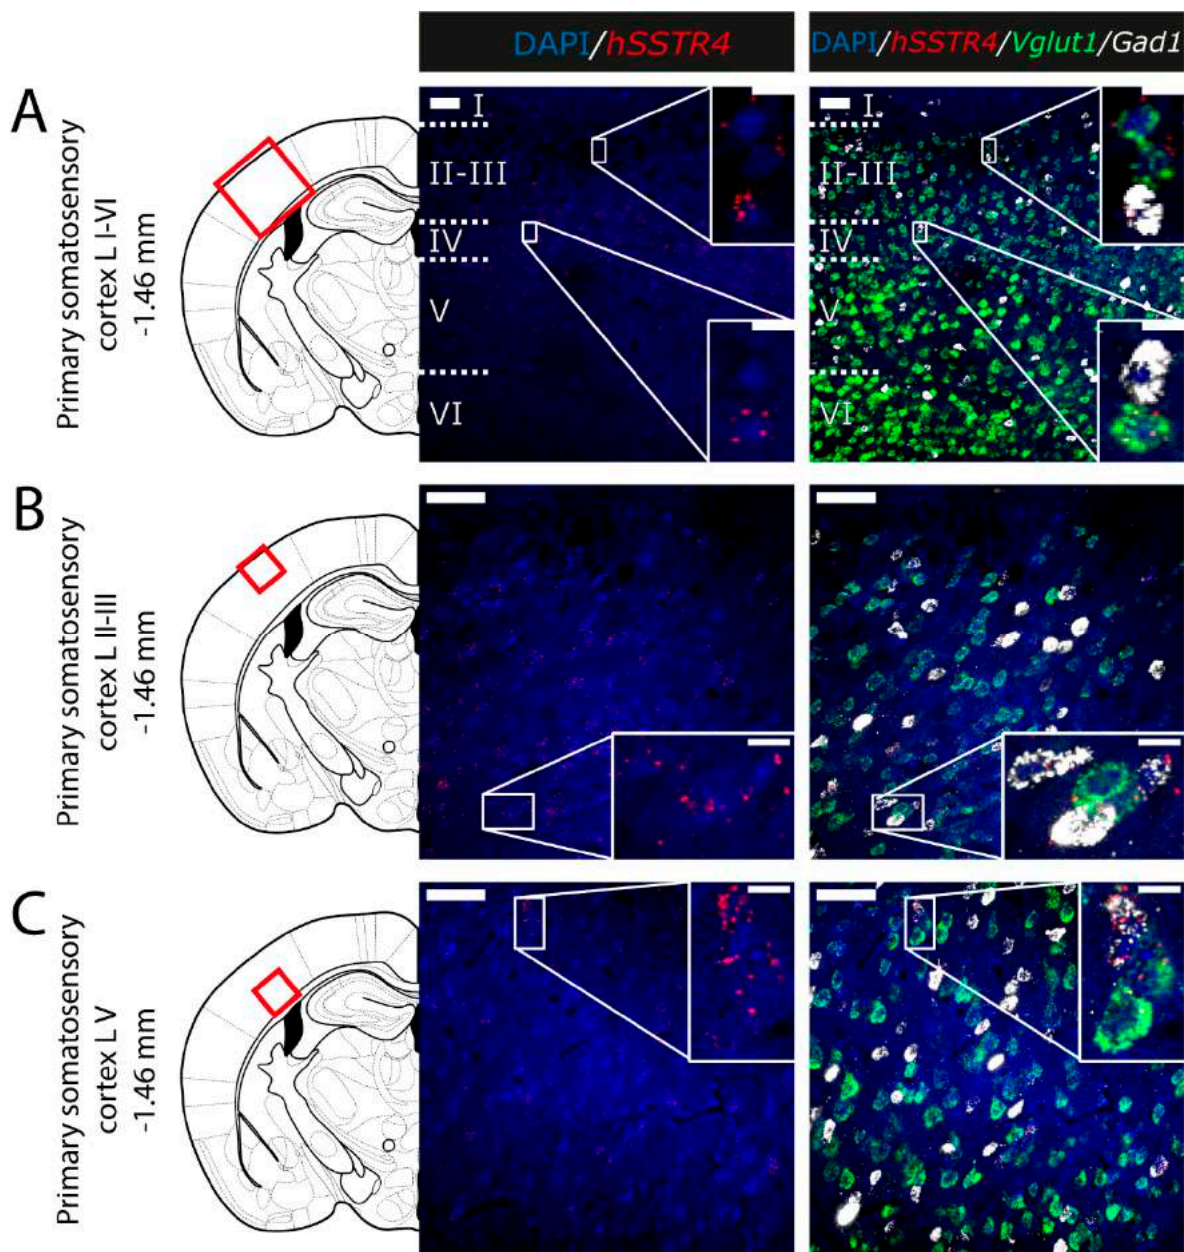 DAPI/hSSTR4
DAPI/hSSTR4/Vglut1/Gad1
A
Primary somatosensory
cortex L I-VI
-1.46 mm
I
II-III
IV
V
VI
I
II-III
IV
V
VI
B
Primary somatosensory
cortex L II-III
-1.46 mm
C
Primary somatosensory
cortex L V
-1.46 mm